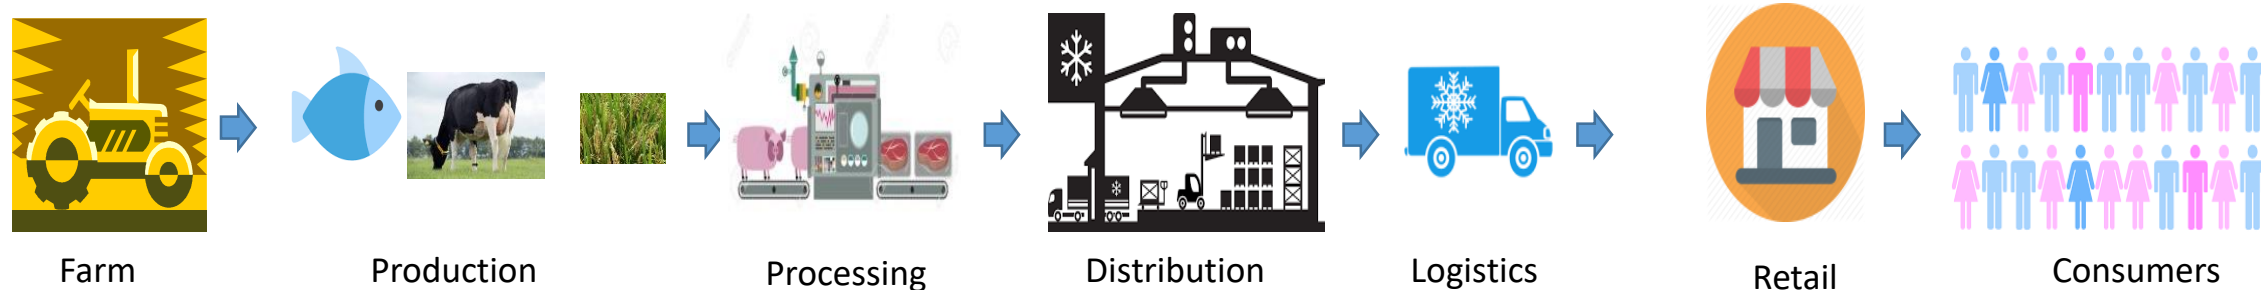 Farm
Production
Processing
Distribution
Logistics
Retail
Consumers